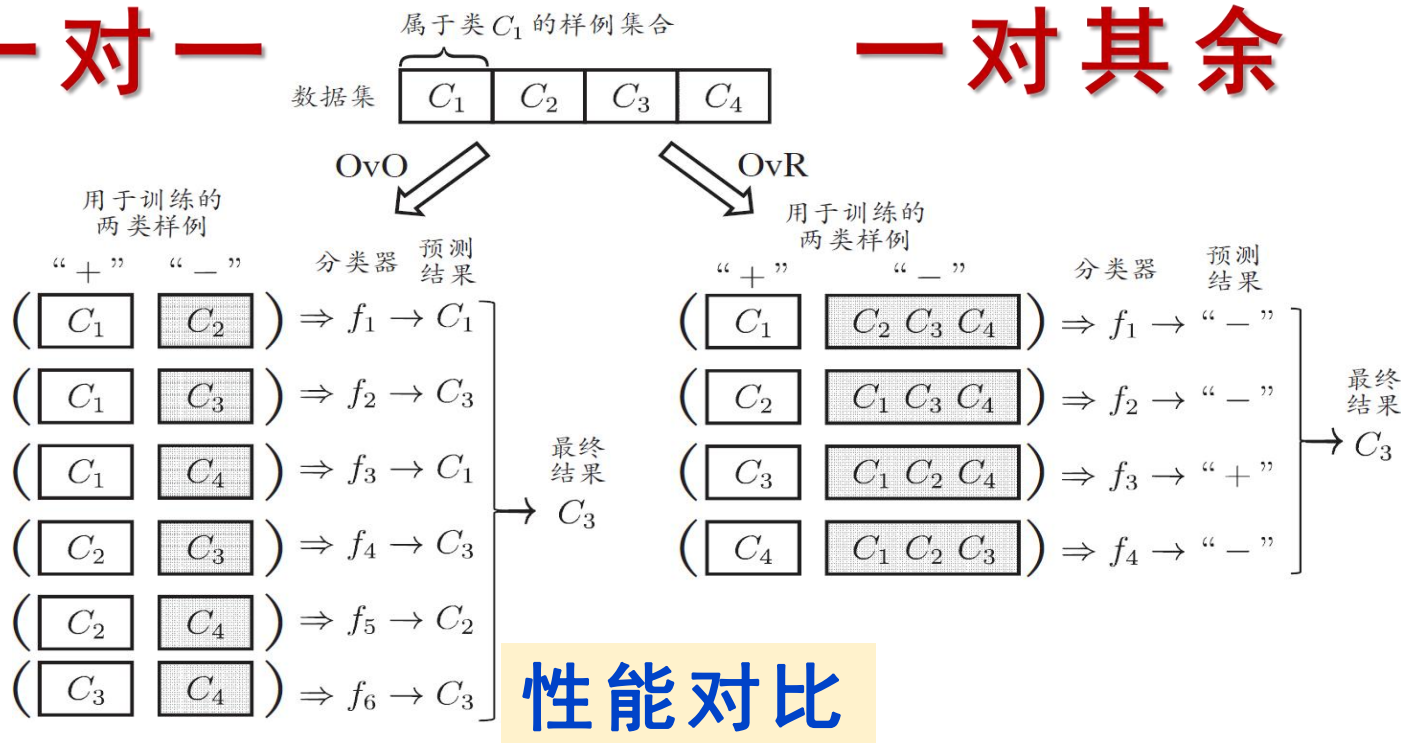 一对一
一对其余
属于类 C₁ 的样例集合
数据集 C₁ C₂ C₃ C₄
OvO
OvR
用于训练的
两类样例
“+” “−” 分类器 预测
结果
( C₁ C₂ ) ⇒ f₁ → C₁
( C₁ C₃ ) ⇒ f₂ → C₃
( C₁ C₄ ) ⇒ f₃ → C₁
( C₂ C₃ ) ⇒ f₄ → C₃
( C₂ C₄ ) ⇒ f₅ → C₂
( C₃ C₄ ) ⇒ f₆ → C₃
最终
结果
C₃
用于训练的
两类样例
“+” “−” 分类器 预测
结果
( C₁ C₂ C₃ C₄ ) ⇒ f₁ → “−”
( C₂ C₁ C₃ C₄ ) ⇒ f₂ → “−”
( C₃ C₁ C₂ C₄ ) ⇒ f₃ → “+”
( C₄ C₁ C₂ C₃ ) ⇒ f₄ → “−”
最终
结果
C₃
性能对比